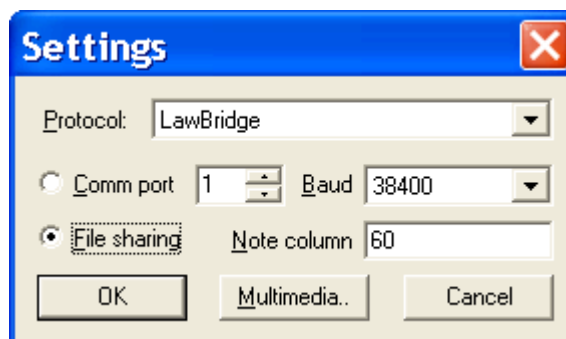 Settings
Protocol: LawBridge
Comm port 1 Baud 38400
File sharing Note column 60
OK Multimedia.. Cancel